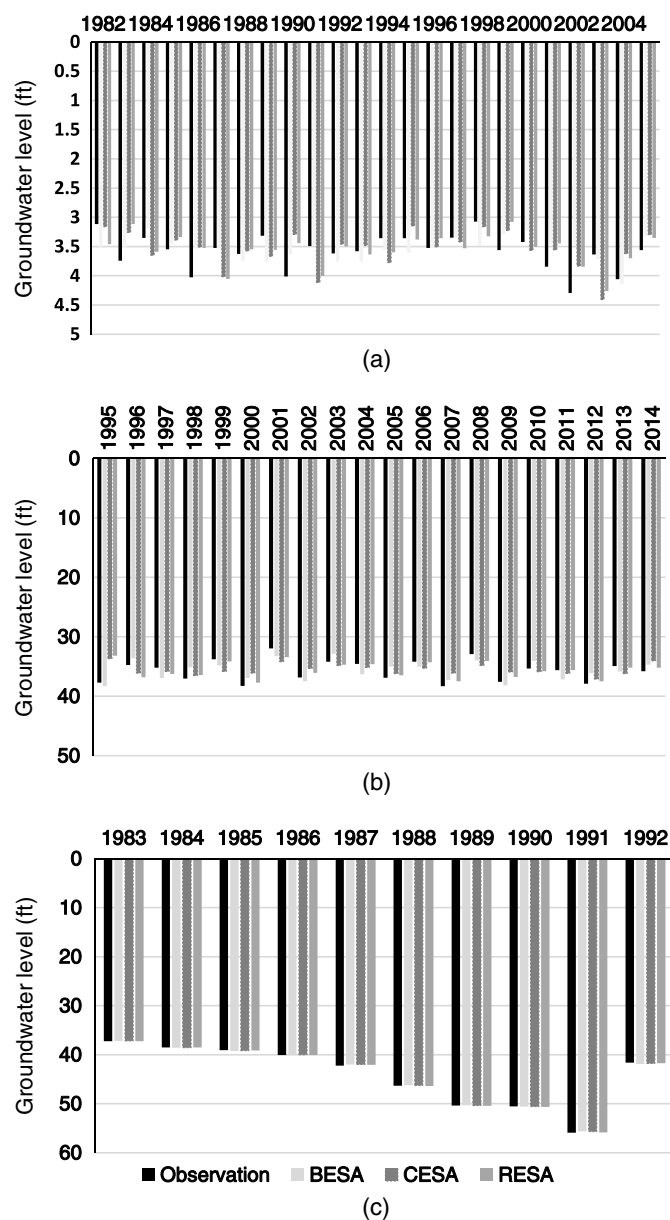 1982 1984 1986 1988 1990 1992 1994 1996 1998 2000 2002 2004
0
0.5
1
1.5
2
2.5
3
3.5
4
4.5
5
Groundwater level (ft)
(a)
1995 1996 1997 1998 1999 2000 2001 2002 2003 2004 2005 2006 2007 2008 2009 2010 2011 2012 2013 2014
0
10
20
30
40
50
Groundwater level (ft)
(b)
1983 1984 1985 1986 1987 1988 1989 1990 1991 1992
0
10
20
30
40
50
60
Groundwater level (ft)
Observation BESA CESA RESA
(c)